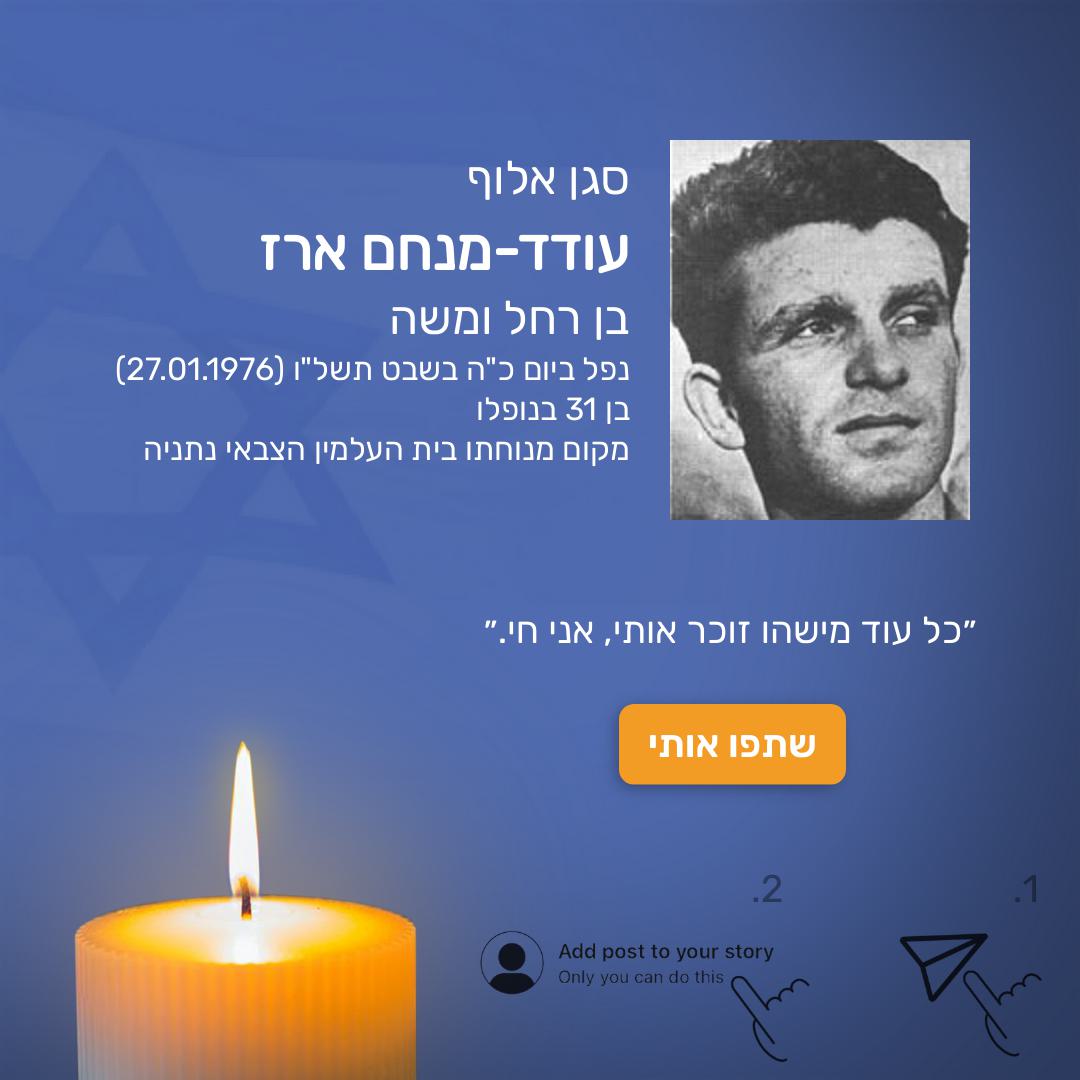 סגן אלוף
עודד-מנחם ארז
בן רחל ומשה
נפל ביום כ"ה בשבט תשל"ו (27.01.1976)
בן 31 בנופלו
מקום מנוחתו בית העלמין הצבאי נתניה
״כל עוד מישהו זוכר אותי, אני חי.״
שתפו אותי
1.
2.
Add post to your story
Only you can do this